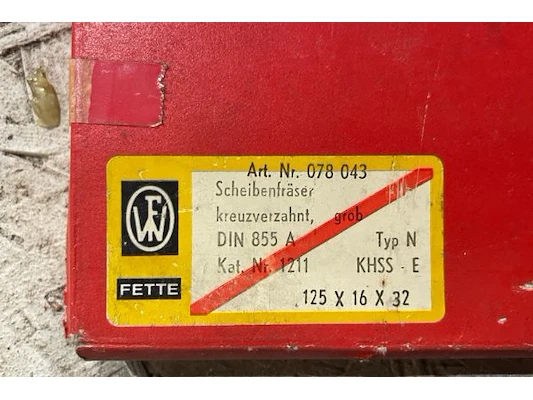 Art. Nr. 078 043
Scheibenfräser
kreuzverzahnt, grob
DIN 855 A Typ N
Kat. Nr. 1211 KHSS - E
125 X 16 X 32
FETTE